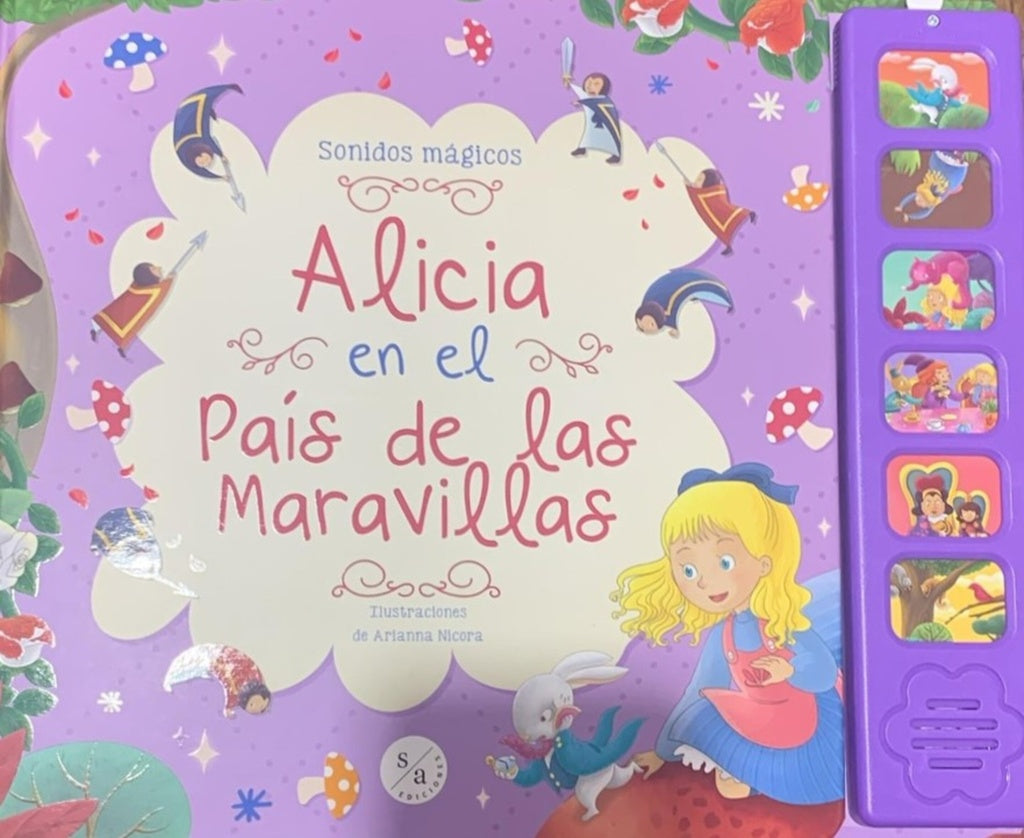 Sonidos mágicos
Alicia
en el
País de las
Maravillas
Ilustraciones
de Arianna Nicora
s/a
EDICIONES